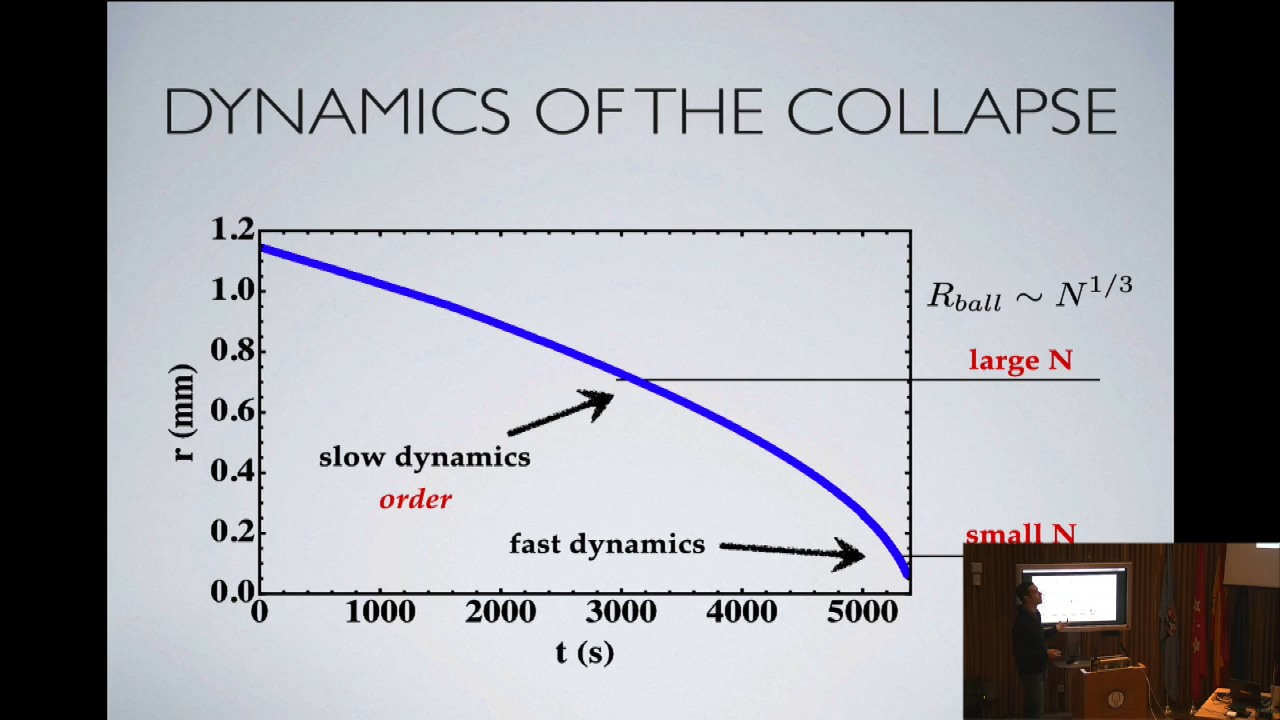 DYNAMICS OF THE COLLAPSE
1.2
1.0
0.8
0.6
0.4
0.2
0.0
r (mm)
0 1000 2000 3000 4000 5000
t (s)
slow dynamics
order
fast dynamics
R_ball ~ N^1/3
large N
small N